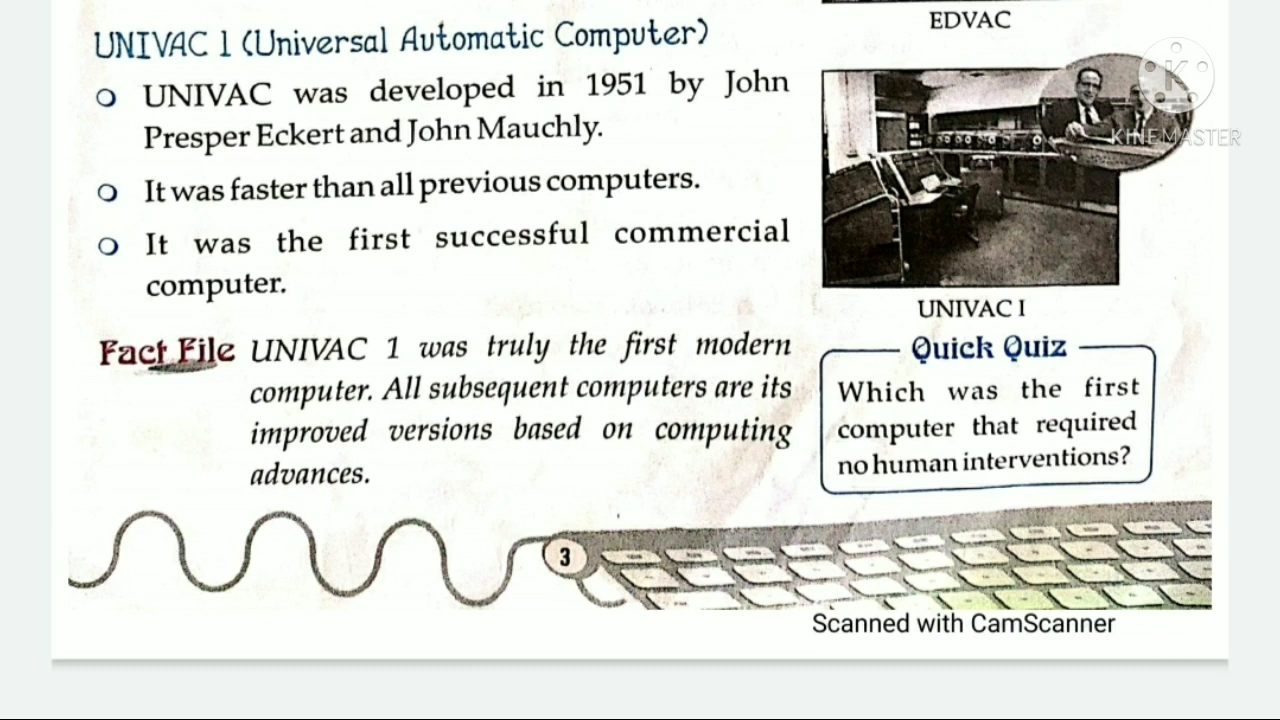 EDVAC
UNIVAC 1 (Universal Automatic Computer)
UNIVAC was developed in 1951 by John
Presper Eckert and John Mauchly.
It was faster than all previous computers.
It was the first successful commercial
computer.
KINEMASTER
UNIVAC I
Fact File UNIVAC 1 was truly the first modern
computer. All subsequent computers are its
improved versions based on computing
advances.
Quick Quiz
Which was the first
computer that required
no human interventions?
3
Scanned with CamScanner